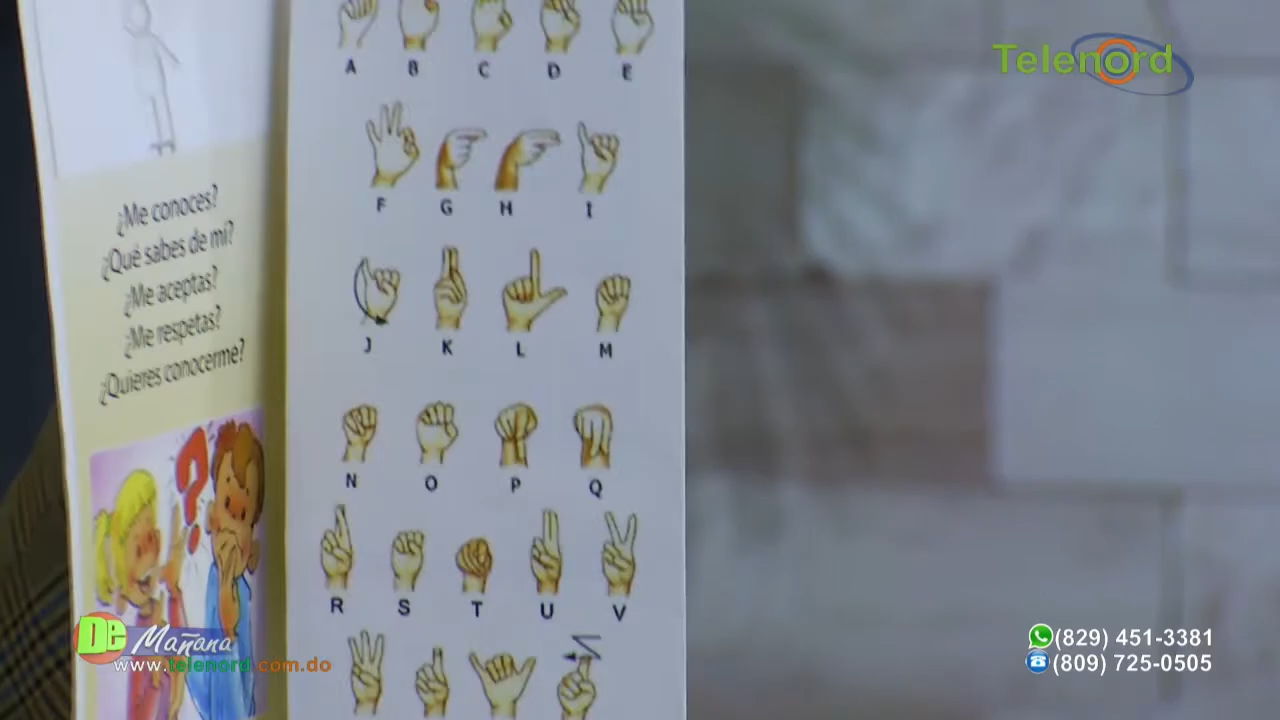 Telenord
¿Me conoces?
¿Qué sabes de mí?
¿Me aceptas?
¿Me respetas?
¿Quieres conocerme?
?
A B C D E
F G H I
J K L M
N O P Q
R S T U V
De Mañana
www.telenord.com.do
(829) 451-3381
(809) 725-0505